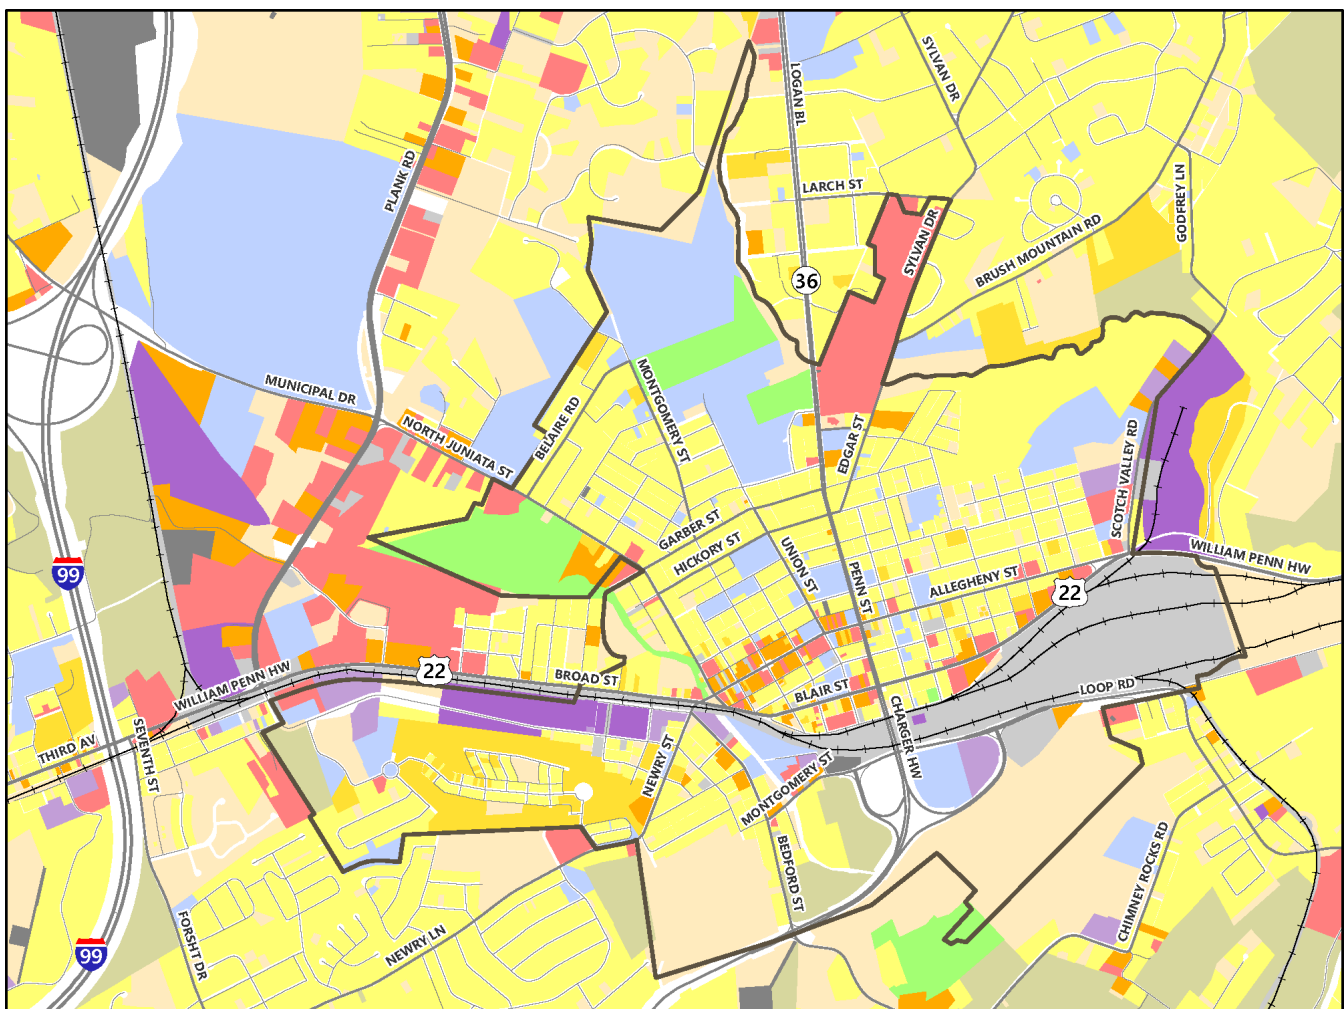 LOGAN BL
SYLVAN DR
PLANK RD
LARCH ST
GODFREY LN
SYLVAN DR
BRUSH MOUNTAIN RD
36
MUNICIPAL DR
MONTGOMERY ST
BELAIRE RD
NORTH JUNIATA ST
EDGAR ST
SCOTCH VALLEY RD
GARBER ST
HICKORY ST
UNION ST
PENN ST
WILLIAM PENN HW
99
ALLEGHENY ST
22
WILLIAM PENN HW
22
BROAD ST
BLAIR ST
LOOP RD
THIRD AV
SEVENTH ST
NEWRY ST
MONTGOMERY ST
CHARGER HW
BEDFORD ST
CHIMNEY ROCKS RD
99
FORSHT DR
NEWRY LN